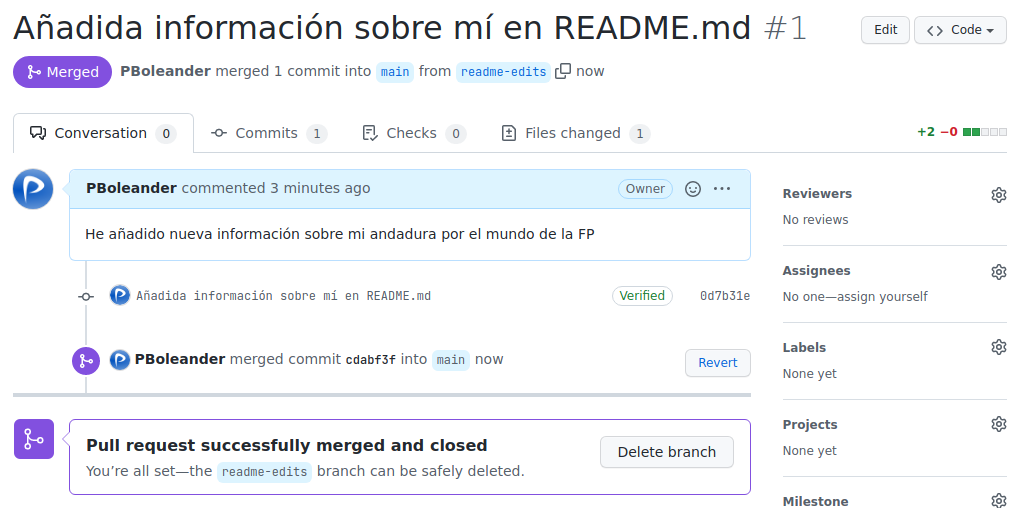 Añadida información sobre mí en README.md #1
Edit
Code
Merged
PBoleander merged 1 commit into main from readme-edits now
Conversation 0
Commits 1
Checks 0
Files changed 1
+2 −0
PBoleander commented 3 minutes ago
Owner
He añadido nueva información sobre mi andadura por el mundo de la FP
Añadida información sobre mí en README.md
Verified
0d7b31e
PBoleander merged commit cdabf3f into main now
Revert
Pull request successfully merged and closed
You're all set—the readme-edits branch can be safely deleted.
Delete branch
Reviewers
No reviews
Assignees
No one—assign yourself
Labels
None yet
Projects
None yet
Milestone